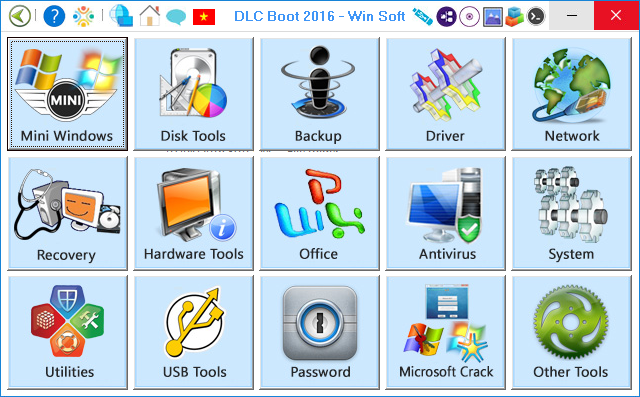 DLC Boot 2016 - Win Soft
MINI
Mini Windows
Disk Tools
Backup
Driver
Network
Recovery
Hardware Tools
Office
Antivirus
System
Utilities
USB Tools
Password
Microsoft Crack
Other Tools